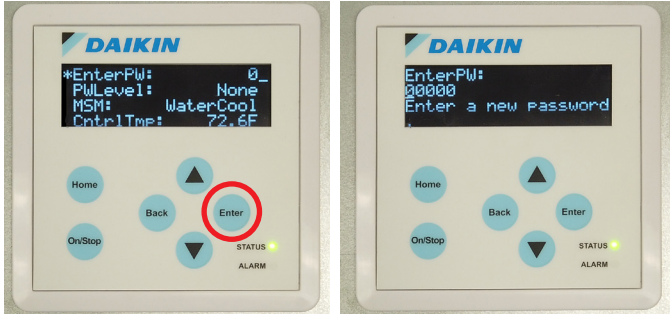 DAIKIN
*EnterPW: 0_
PWLevel: None
MSM: WaterCool
CntrlTmp: 72.6F
Home
Back
Enter
On/Stop
STATUS
ALARM
DAIKIN
EnterPW:
00000
Enter a new password
Home
Back
Enter
On/Stop
STATUS
ALARM